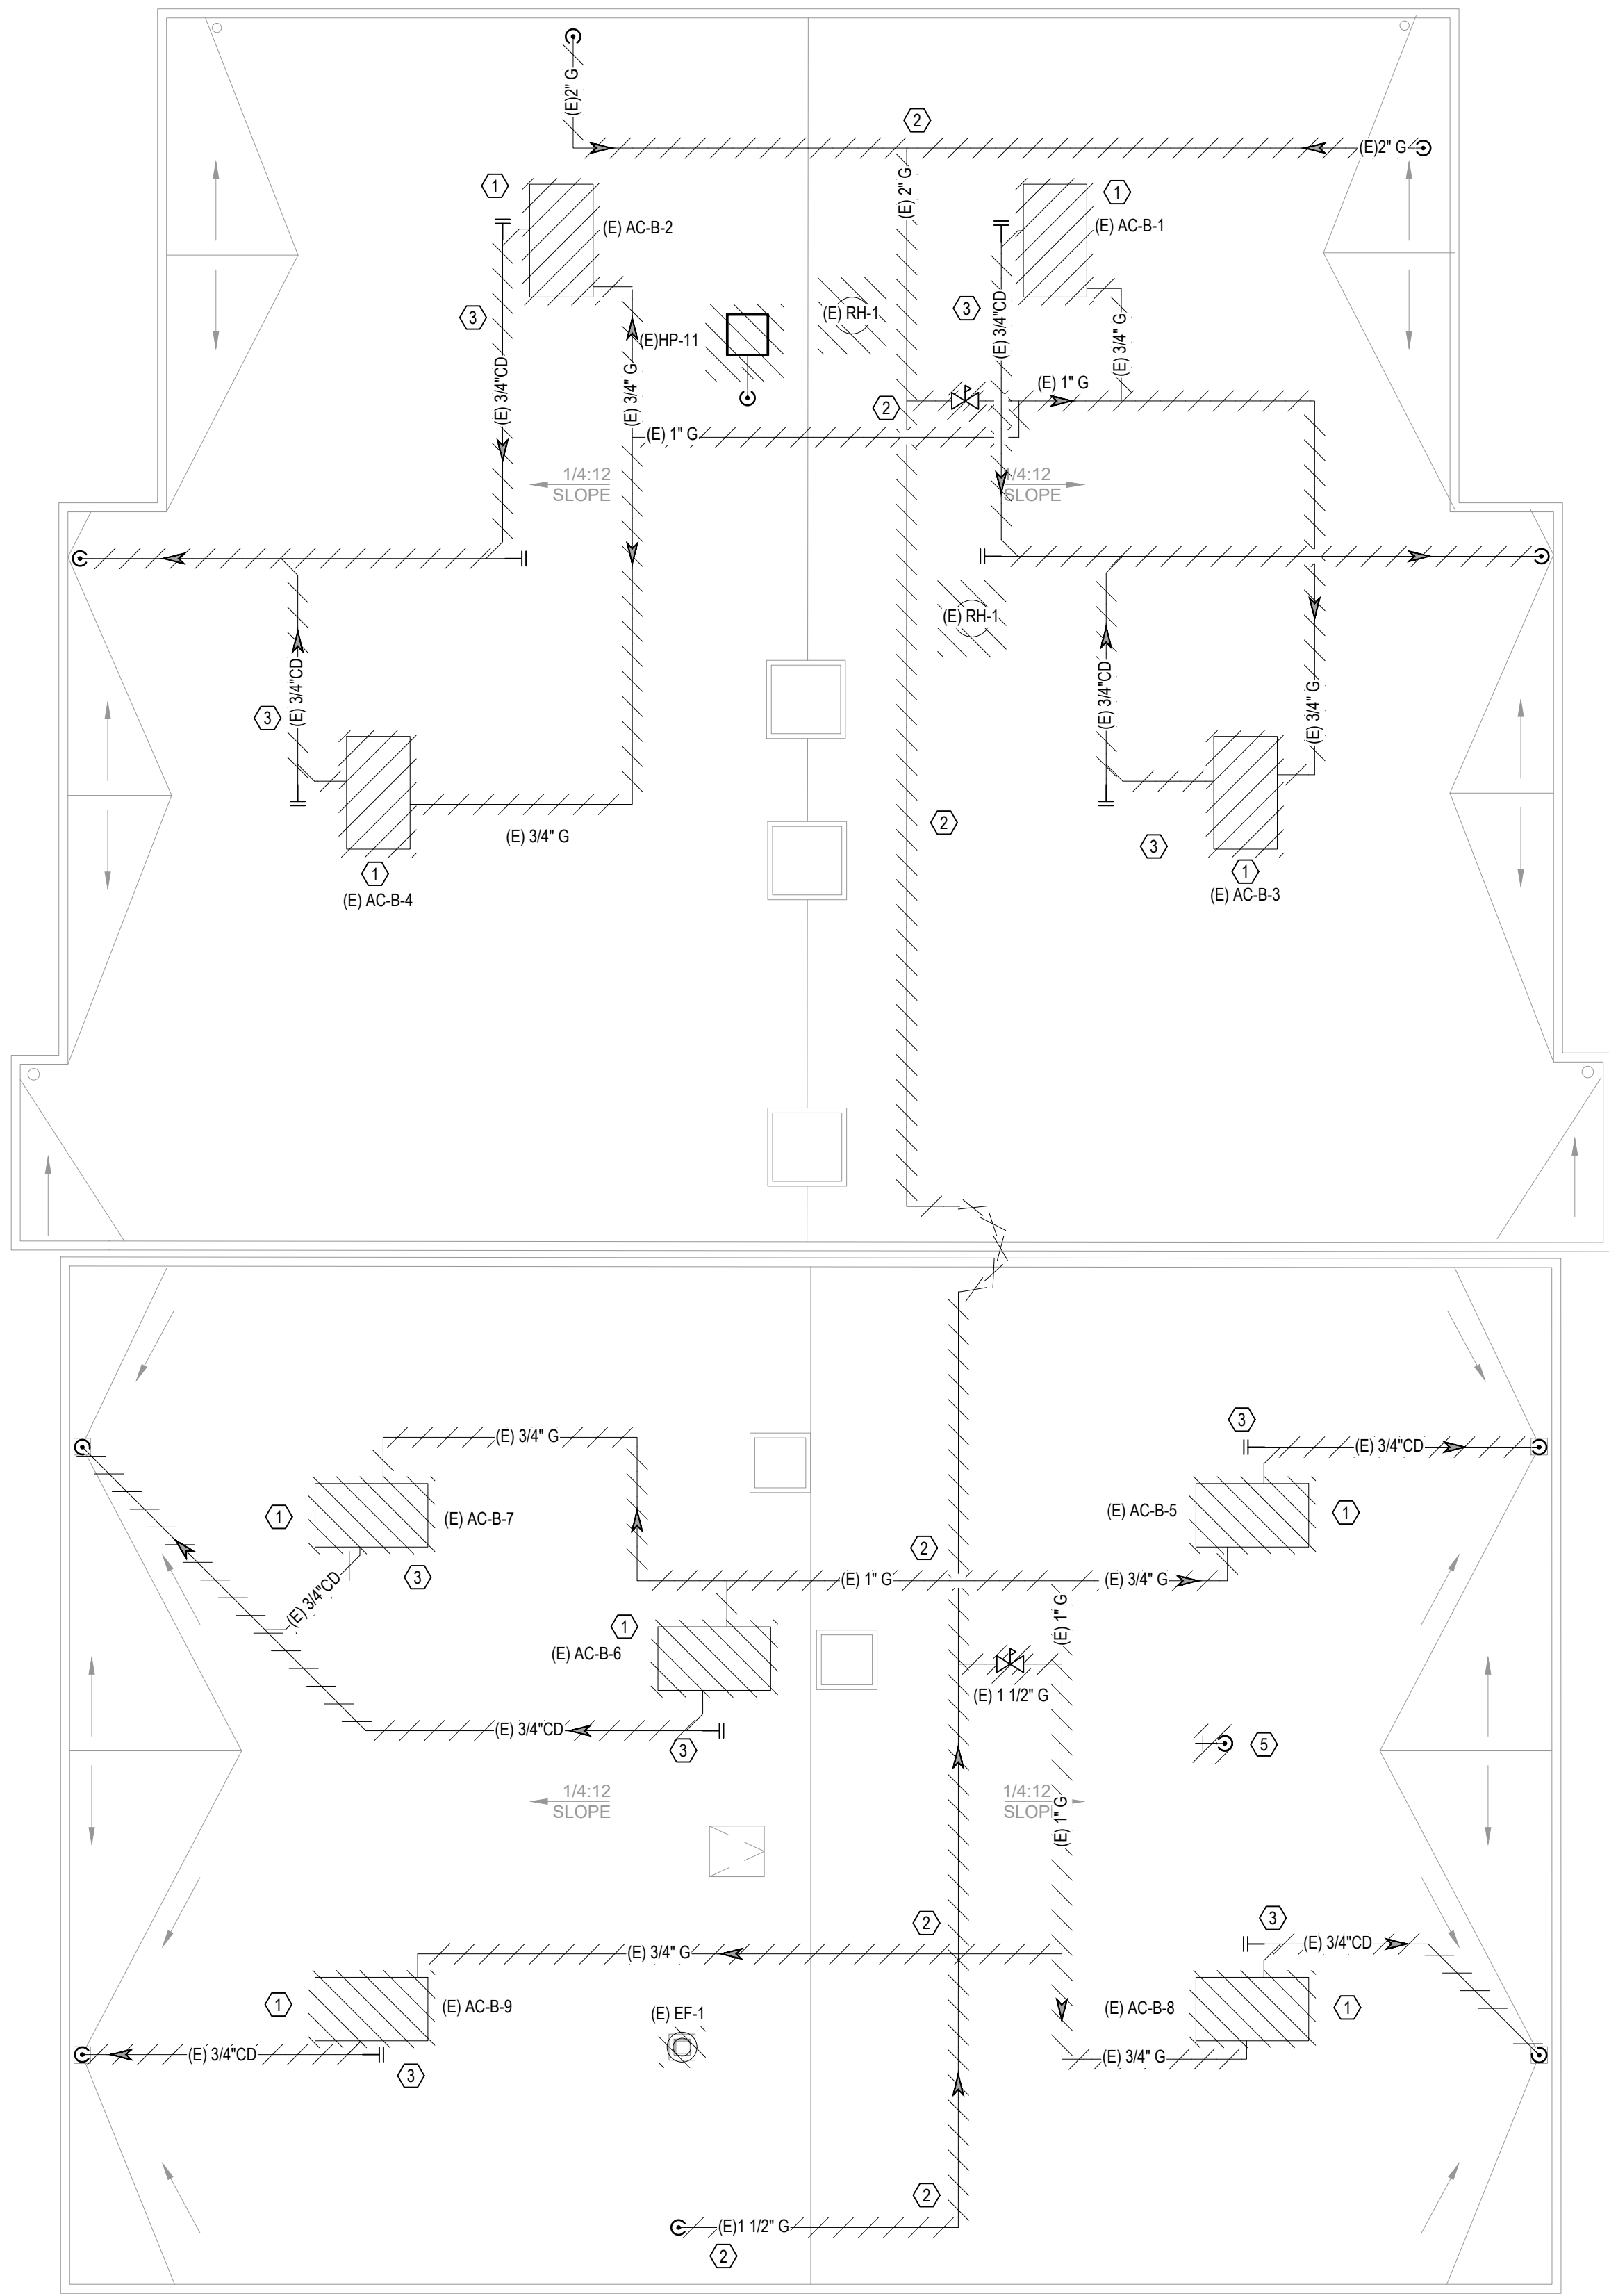 (E)2" G
2
(E)2" G
1
(E) AC-B-2
(E) 2" G
1
(E) AC-B-1
3
(E)HP-11
(E) RH-1
3
(E) 3/4"CD
(E) 3/4" G
(E) 3/4"CD
(E) 3/4" G
(E) 1" G
2
(E) 1" G
1/4:12
SLOPE
1/4:12
SLOPE
(E) RH-1
3
(E) 3/4"CD
(E) 3/4"CD
(E) 3/4" G
2
(E) 3/4" G
3
1
(E) AC-B-4
1
(E) AC-B-3
(E) 3/4" G
3
(E) 3/4"CD
1
(E) AC-B-7
(E) AC-B-5
1
2
3
(E) 1" G
(E) 3/4" G
(E) 3/4"CD
1
(E) AC-B-6
(E) 1" G
(E) 1 1/2" G
(E) 3/4"CD
3
5
1/4:12
SLOPE
1/4:12
SLOP
(E) 1" G
2
3
(E) 3/4" G
(E) 3/4"CD
1
(E) AC-B-9
(E) EF-1
(E) AC-B-8
1
(E) 3/4"CD
3
(E) 3/4" G
2
(E)1 1/2" G
2